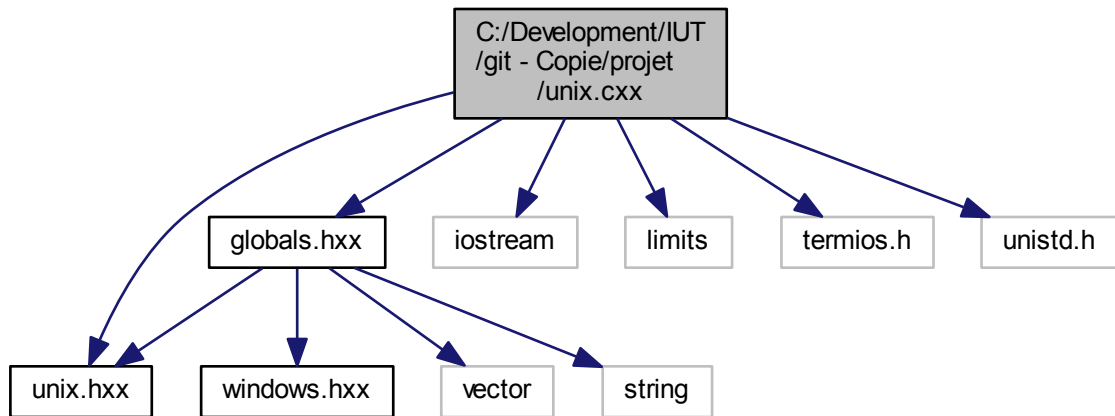 C:/Development/IUT
/git - Copie/projet
/unix.cxx
globals.hxx
iostream
limits
termios.h
unistd.h
unix.hxx
windows.hxx
vector
string